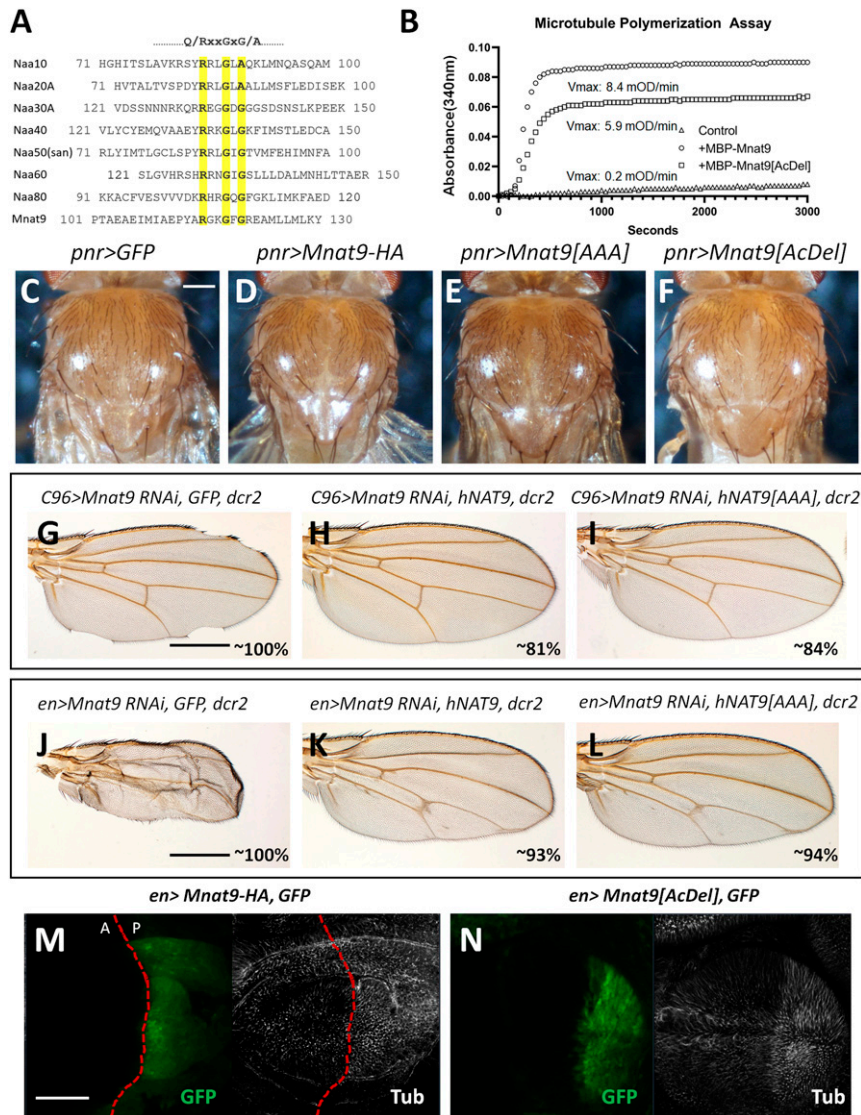 A
Q/RxxGxG/A
Naa10 71 HGHITSLAVKRSYRRLGLAQKLMNQASQAM 100
Naa20A 71 HVTALTVSPDYRRLGLAALLMSFLEDISEK 100
Naa30A 121 VDSSNNNRKQRREGGDGGGSDSNSLKPEEK 150
Naa40 121 VLYCYEMQVAAEYRRKGLGKFIMSTLEDCA 150
Naa50(san) 71 RLYIMTLGCLSPYRRLGIGTVMFEHIMNFA 100
Naa60 121 SLGVHRSHRRNGIGSLLLDALMNHLTTAER 150
Naa80 91 KKACFVESVVVDKRHRGQGFGKLIMKFAED 120
Mnat9 101 PTAEAEIMIAEPYARGKGFGREAMLLMLKY 130
B
Microtubule Polymerization Assay
Absorbance(340nm)
0.10
0.08
0.06
0.04
0.02
0.00
Vmax: 8.4 mOD/min
Vmax: 5.9 mOD/min
Vmax: 0.2 mOD/min
Control
+MBP-Mnat9
+MBP-Mnat9[AcDel]
1000 2000 3000
Seconds
pnr>GFP pnr>Mnat9-HA pnr>Mnat9[AAA] pnr>Mnat9[AcDel]
C D E F
C96>Mnat9 RNAi, GFP, dcr2 C96>Mnat9 RNAi, hNAT9, dcr2 C96>Mnat9 RNAi, hNAT9[AAA], dcr2
G H I
~100% ~81% ~84%
en>Mnat9 RNAi, GFP, dcr2 en>Mnat9 RNAi, hNAT9, dcr2 en>Mnat9 RNAi, hNAT9[AAA], dcr2
J K L
~100% ~93% ~94%
en> Mnat9-HA, GFP en> Mnat9[AcDel], GFP
M A P N
GFP Tub GFP Tub